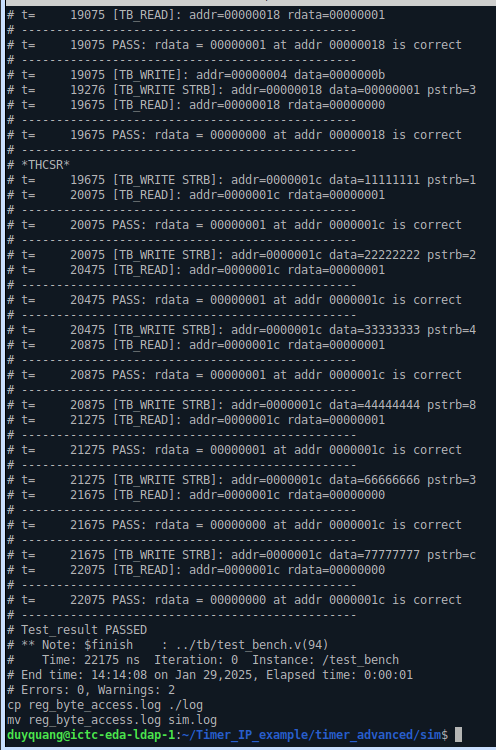 # t=     19075 [TB_READ]: addr=00000018 rdata=00000001
# -----------------------------------------------
# t=     19075 PASS: rdata = 00000001 at addr 00000018 is correct
# -----------------------------------------------
# t=     19075 [TB_WRITE]: addr=00000004 data=0000000b
# t=     19276 [TB_WRITE STRB]: addr=00000018 data=00000001 pstrb=3
# t=     19675 [TB_READ]: addr=00000018 rdata=00000000
# -----------------------------------------------
# t=     19675 PASS: rdata = 00000000 at addr 00000018 is correct
# -----------------------------------------------
# *THCSR*
# t=     19675 [TB_WRITE STRB]: addr=0000001c data=11111111 pstrb=1
# t=     20075 [TB_READ]: addr=0000001c rdata=00000001
# -----------------------------------------------
# t=     20075 PASS: rdata = 00000001 at addr 0000001c is correct
# -----------------------------------------------
# t=     20075 [TB_WRITE STRB]: addr=0000001c data=22222222 pstrb=2
# t=     20475 [TB_READ]: addr=0000001c rdata=00000001
# -----------------------------------------------
# t=     20475 PASS: rdata = 00000001 at addr 0000001c is correct
# -----------------------------------------------
# t=     20475 [TB_WRITE STRB]: addr=0000001c data=33333333 pstrb=4
# t=     20875 [TB_READ]: addr=0000001c rdata=00000001
# -----------------------------------------------
# t=     20875 PASS: rdata = 00000001 at addr 0000001c is correct
# -----------------------------------------------
# t=     20875 [TB_WRITE STRB]: addr=0000001c data=44444444 pstrb=8
# t=     21275 [TB_READ]: addr=0000001c rdata=00000001
# -----------------------------------------------
# t=     21275 PASS: rdata = 00000001 at addr 0000001c is correct
# -----------------------------------------------
# t=     21275 [TB_WRITE STRB]: addr=0000001c data=66666666 pstrb=3
# t=     21675 [TB_READ]: addr=0000001c rdata=00000000
# -----------------------------------------------
# t=     21675 PASS: rdata = 00000000 at addr 0000001c is correct
# -----------------------------------------------
# t=     21675 [TB_WRITE STRB]: addr=0000001c data=77777777 pstrb=c
# t=     22075 [TB_READ]: addr=0000001c rdata=00000000
# -----------------------------------------------
# t=     22075 PASS: rdata = 00000000 at addr 0000001c is correct
# -----------------------------------------------
# Test_result PASSED
# ** Note: $finish    : ../tb/test_bench.v(94)
#    Time: 22175 ns  Iteration: 0  Instance: /test_bench
# End time: 14:14:08 on Jan 29,2025, Elapsed time: 0:00:01
# Errors: 0, Warnings: 2
cp reg_byte_access.log ./log
mv reg_byte_access.log sim.log
duyquang@ictc-eda-ldap-1:~/Timer_IP_example/timer_advanced/sim$